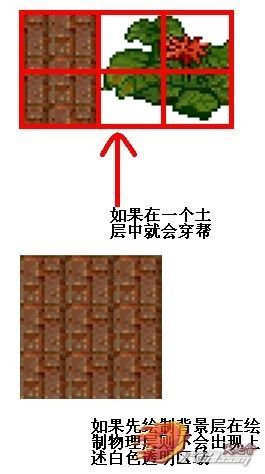 如果在一个土
层中就会穿帮
如果先绘制背景层在绘
制物理层则不会出现上
述白色透明区域